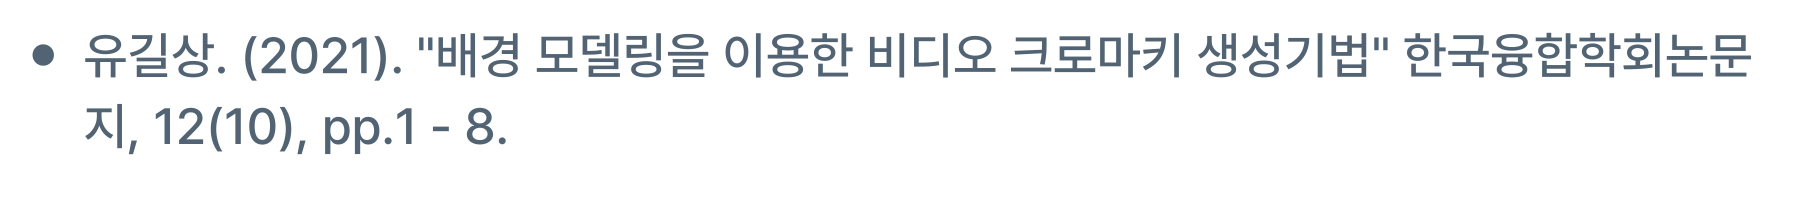 • 유길상. (2021). "배경 모델링을 이용한 비디오 크로마키 생성기법" 한국융합학회논문
지, 12(10), pp.1 - 8.